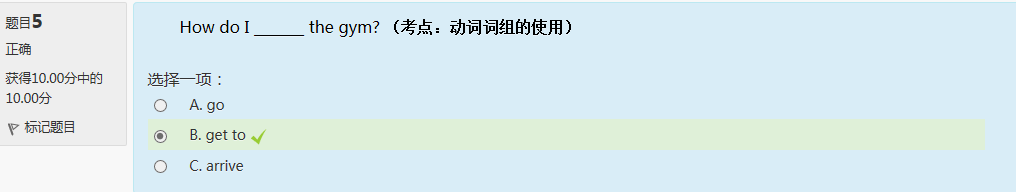 题目5
正确
获得10.00分中的
10.00分
标记题目
How do I ______ the gym?（考点：动词词组的使用）
选择一项：
A. go
B. get to
C. arrive